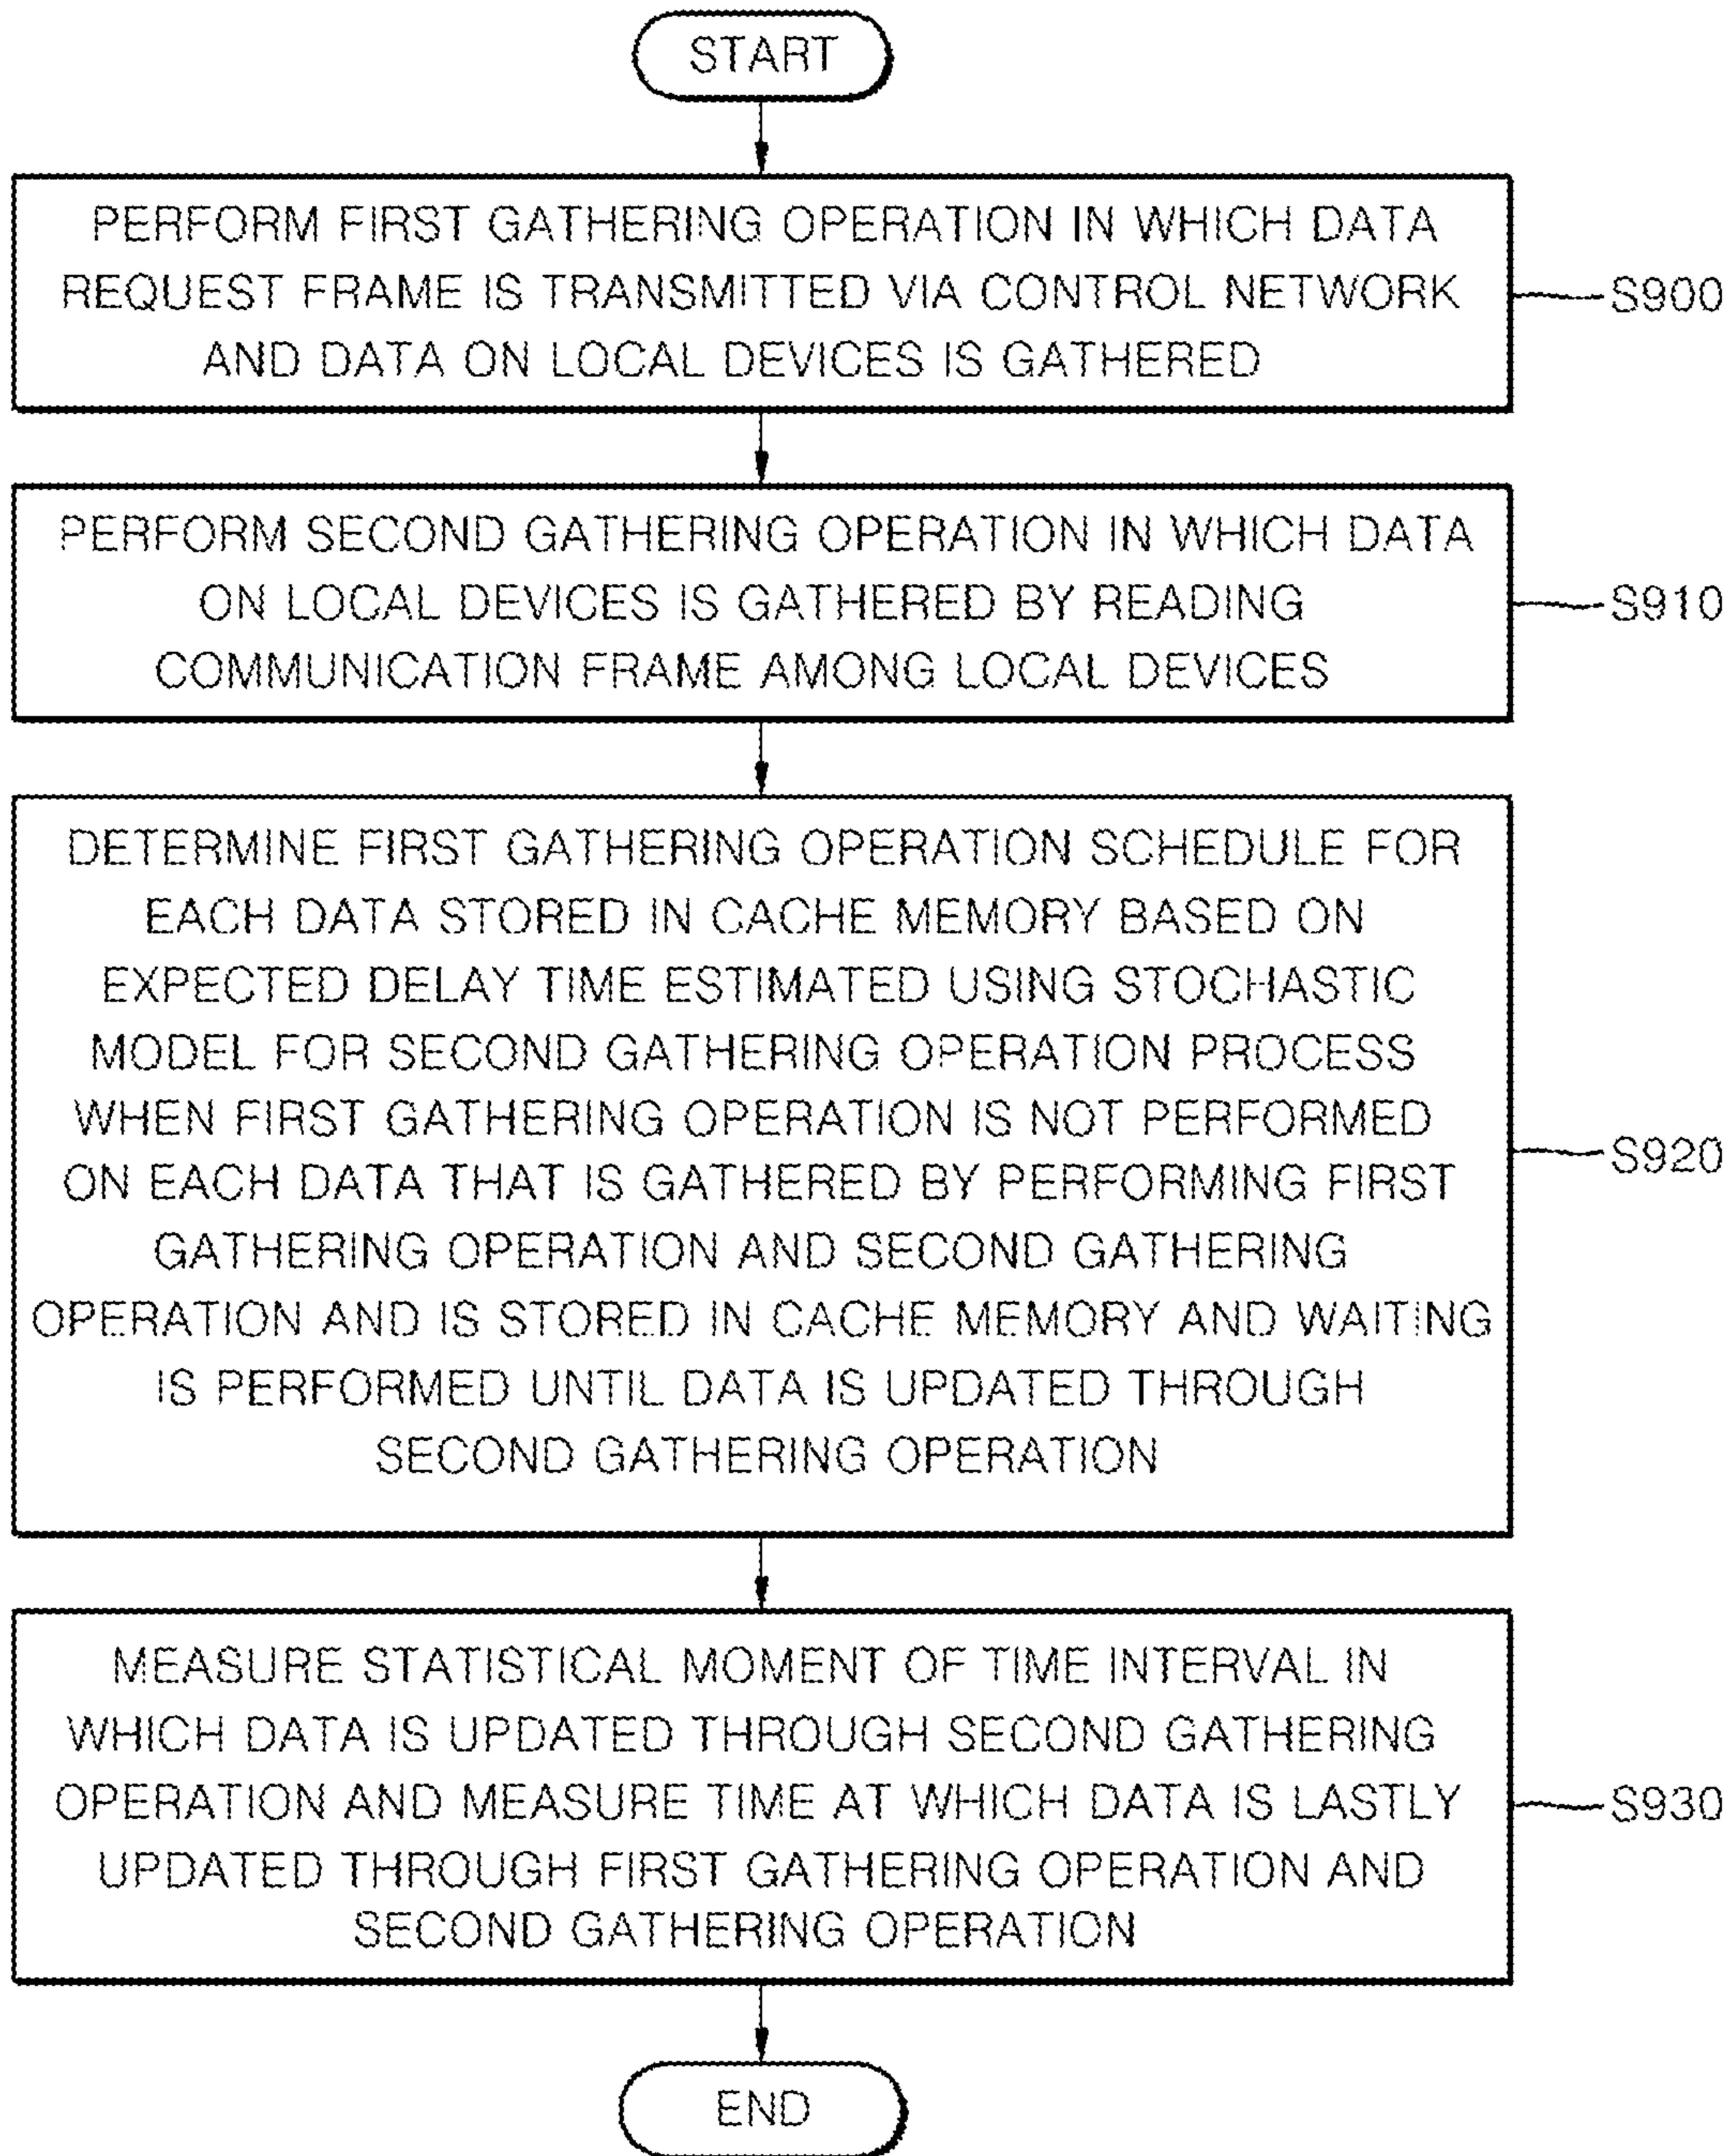 START
PERFORM FIRST GATHERING OPERATION IN WHICH DATA
REQUEST FRAME IS TRANSMITTED VIA CONTROL NETWORK
AND DATA ON LOCAL DEVICES IS GATHERED
S900
PERFORM SECOND GATHERING OPERATION IN WHICH DATA
ON LOCAL DEVICES IS GATHERED BY READING
COMMUNICATION FRAME AMONG LOCAL DEVICES
S910
DETERMINE FIRST GATHERING OPERATION SCHEDULE FOR
EACH DATA STORED IN CACHE MEMORY BASED ON
EXPECTED DELAY TIME ESTIMATED USING STOCHASTIC
MODEL FOR SECOND GATHERING OPERATION PROCESS
WHEN FIRST GATHERING OPERATION IS NOT PERFORMED
ON EACH DATA THAT IS GATHERED BY PERFORMING FIRST
GATHERING OPERATION AND SECOND GATHERING
OPERATION AND IS STORED IN CACHE MEMORY AND WAITING
IS PERFORMED UNTIL DATA IS UPDATED THROUGH
SECOND GATHERING OPERATION
S920
MEASURE STATISTICAL MOMENT OF TIME INTERVAL IN
WHICH DATA IS UPDATED THROUGH SECOND GATHERING
OPERATION AND MEASURE TIME AT WHICH DATA IS LASTLY
UPDATED THROUGH FIRST GATHERING OPERATION AND
SECOND GATHERING OPERATION
S930
END